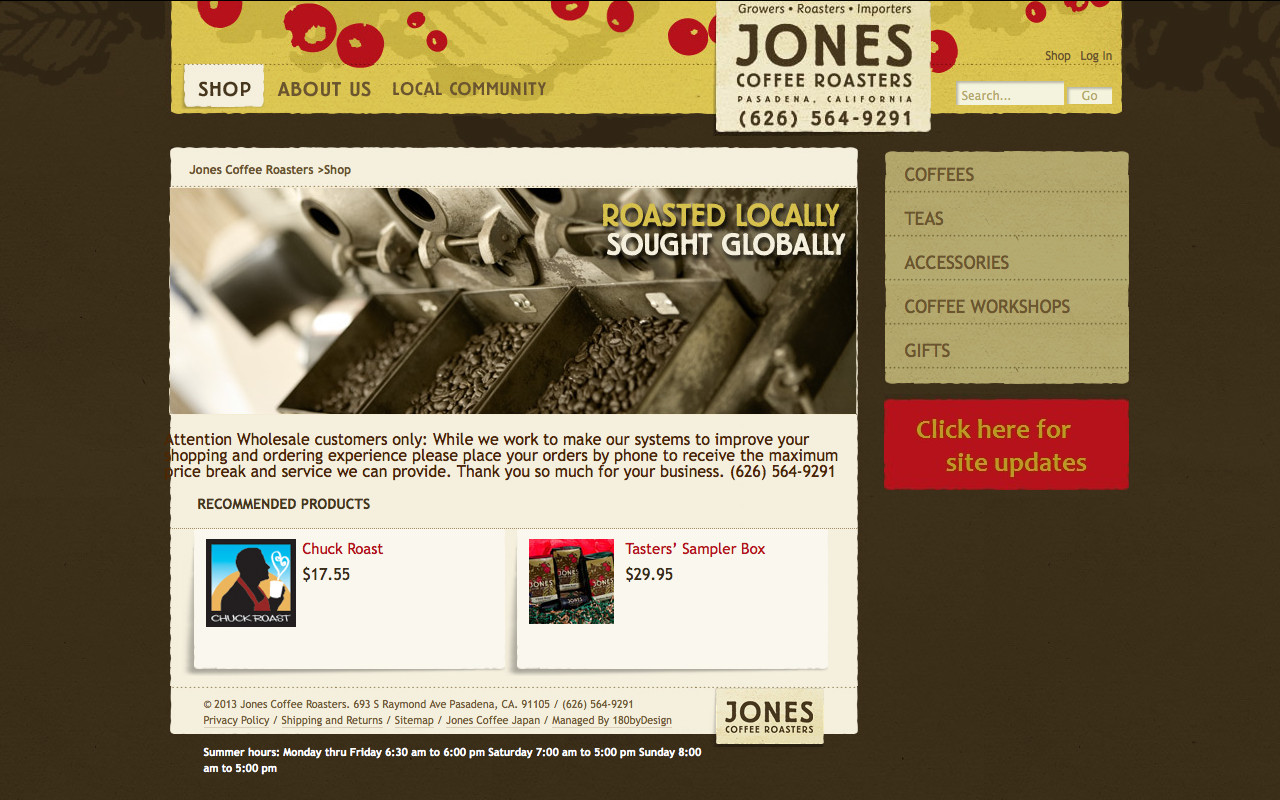 Growers • Roasters • Importers
JONES
COFFEE ROASTERS
PASADENA, CALIFORNIA
(626) 564-9291
Shop Log In
SHOP ABOUT US LOCAL COMMUNITY
Search... Go
Jones Coffee Roasters >Shop
ROASTED LOCALLY
SOUGHT GLOBALLY
COFFEES
TEAS
ACCESSORIES
COFFEE WORKSHOPS
GIFTS
Click here for
site updates
Attention Wholesale customers only: While we work to make our systems to improve your
shopping and ordering experience please place your orders by phone to receive the maximum
price break and service we can provide. Thank you so much for your business. (626) 564-9291
RECOMMENDED PRODUCTS
CHUCK ROAST
Chuck Roast
$17.55
JONES
JONES
JONES
Tasters’ Sampler Box
$29.95
© 2013 Jones Coffee Roasters. 693 S Raymond Ave Pasadena, CA. 91105 / (626) 564-9291
Privacy Policy / Shipping and Returns / Sitemap / Jones Coffee Japan / Managed By 180byDesign
JONES
COFFEE ROASTERS
Summer hours: Monday thru Friday 6:30 am to 6:00 pm Saturday 7:00 am to 5:00 pm Sunday 8:00
am to 5:00 pm